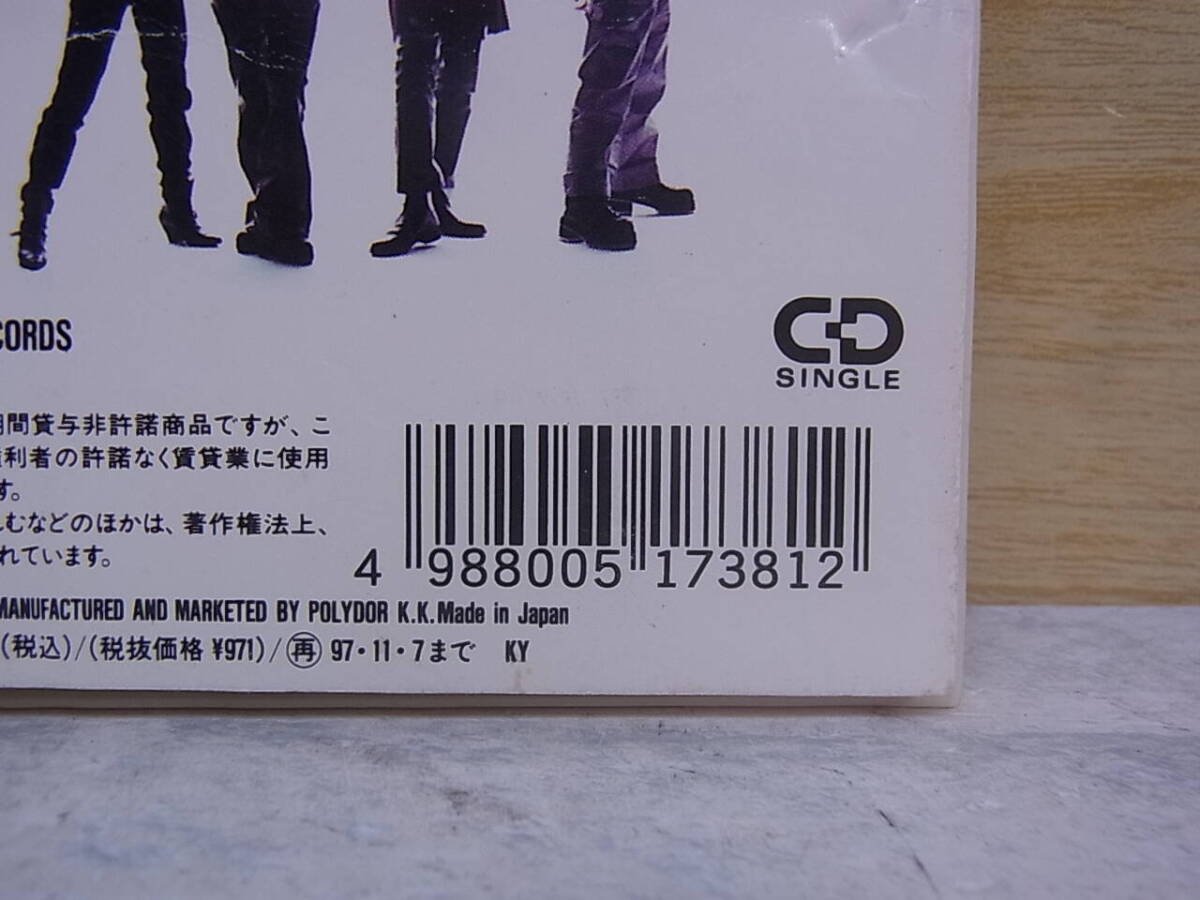 CORDS
CD
SINGLE
期間貸与非許諾商品ですが、こ
権利者の許諾なく賃貸業に使用
す。
しむなどのほかは、著作権法上、
れています。
4 988005 173812
MANUFACTURED AND MARKETED BY POLYDOR K.K. Made in Japan
(税込)/(税抜価格 ¥971)/再 97・11・7まで KY